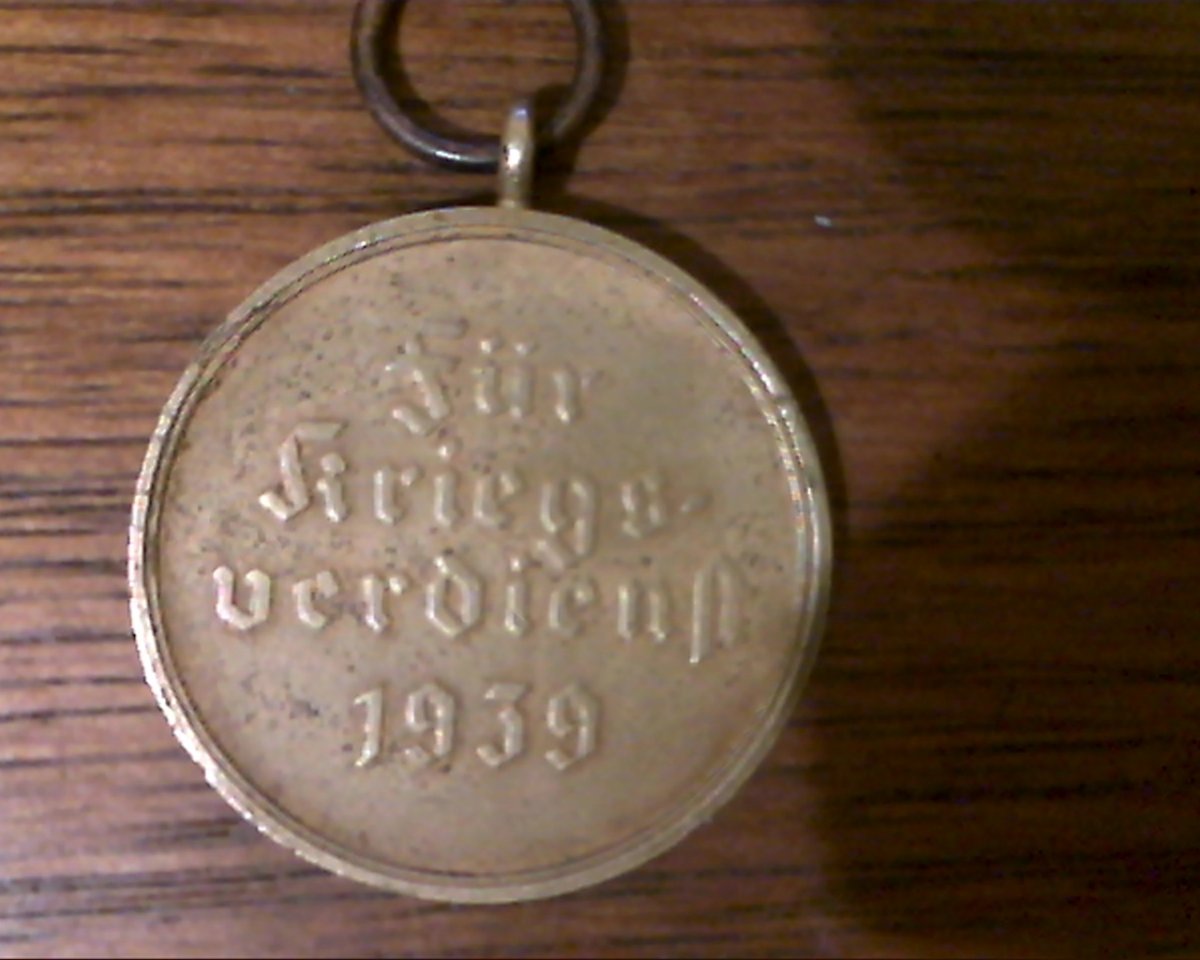 Für
Kriegs-
verdienst
1939